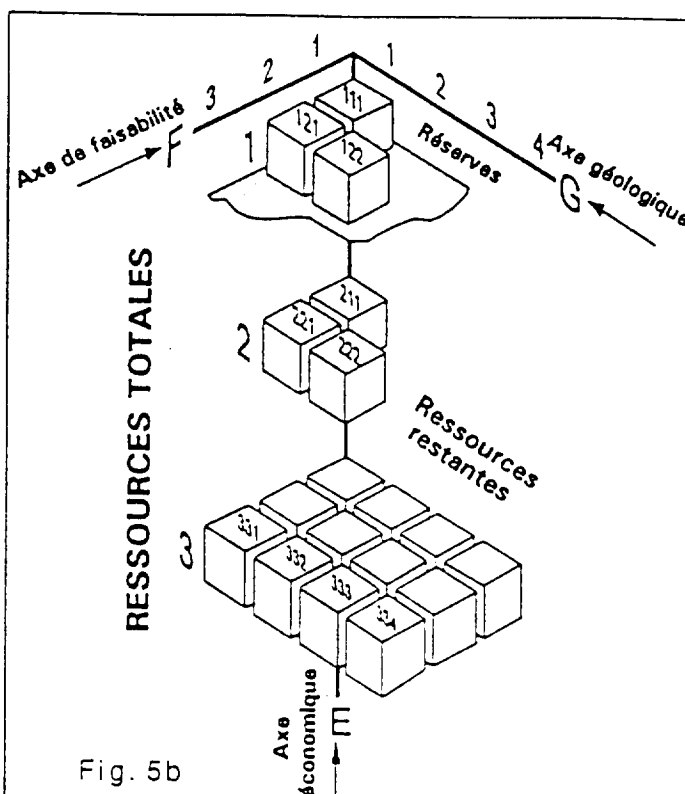 1 1
2 2
3 3
4
Axe de faisabilité
F
Axe géologique
G
1
111
121
122
Réserves
RESSOURCES TOTALES
2
211
221
222
Ressources
restantes
3
331
332
333
334
Axe
économique
E
Fig. 5b